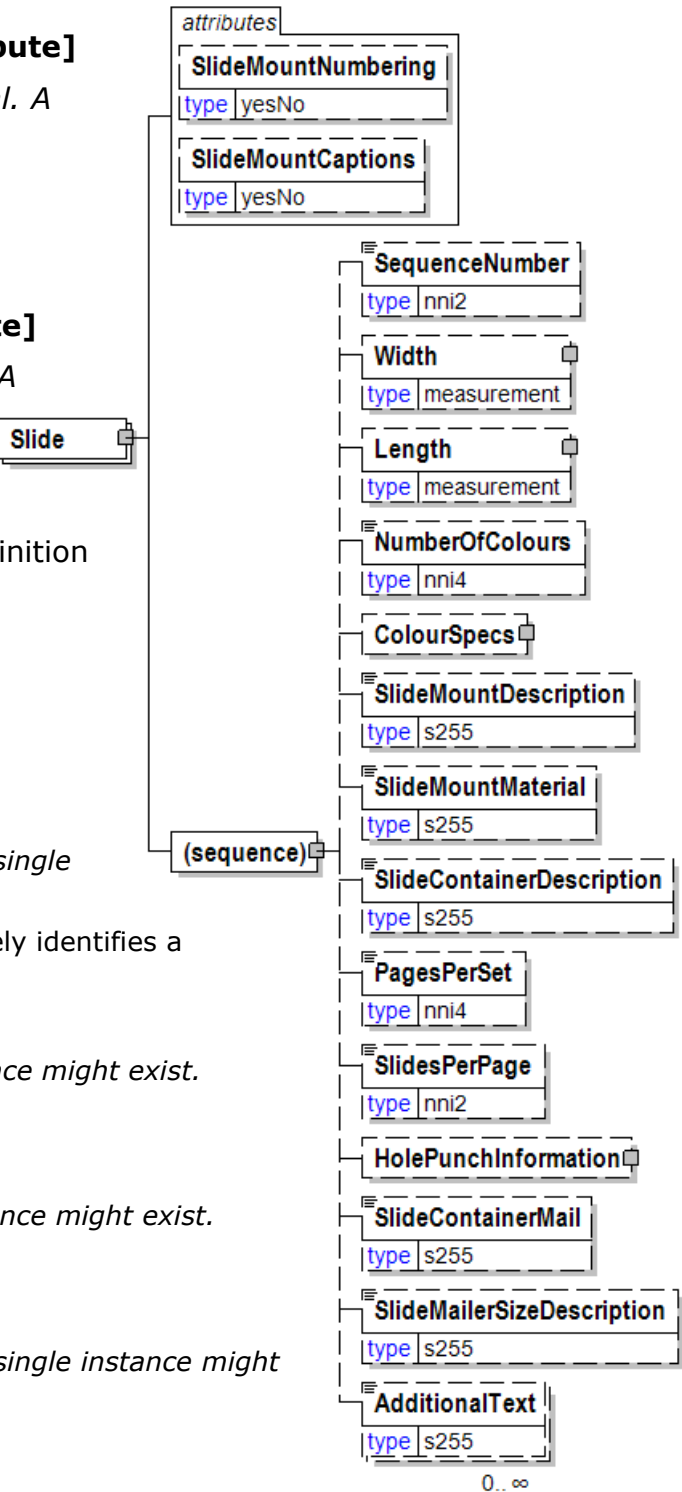 bute]
l. A
te]
A
inition
single
ely identifies a
nce might exist.
ance might exist.
single instance might
Slide
attributes
SlideMountNumbering
type yesNo
SlideMountCaptions
type yesNo
(sequence)
SequenceNumber
type nni2
Width
type measurement
Length
type measurement
NumberOfColours
type nni4
ColourSpecs
SlideMountDescription
type s255
SlideMountMaterial
type s255
SlideContainerDescription
type s255
PagesPerSet
type nni4
SlidesPerPage
type nni2
HolePunchInformation
SlideContainerMail
type s255
SlideMailerSizeDescription
type s255
AdditionalText
type s255
0.. ∞